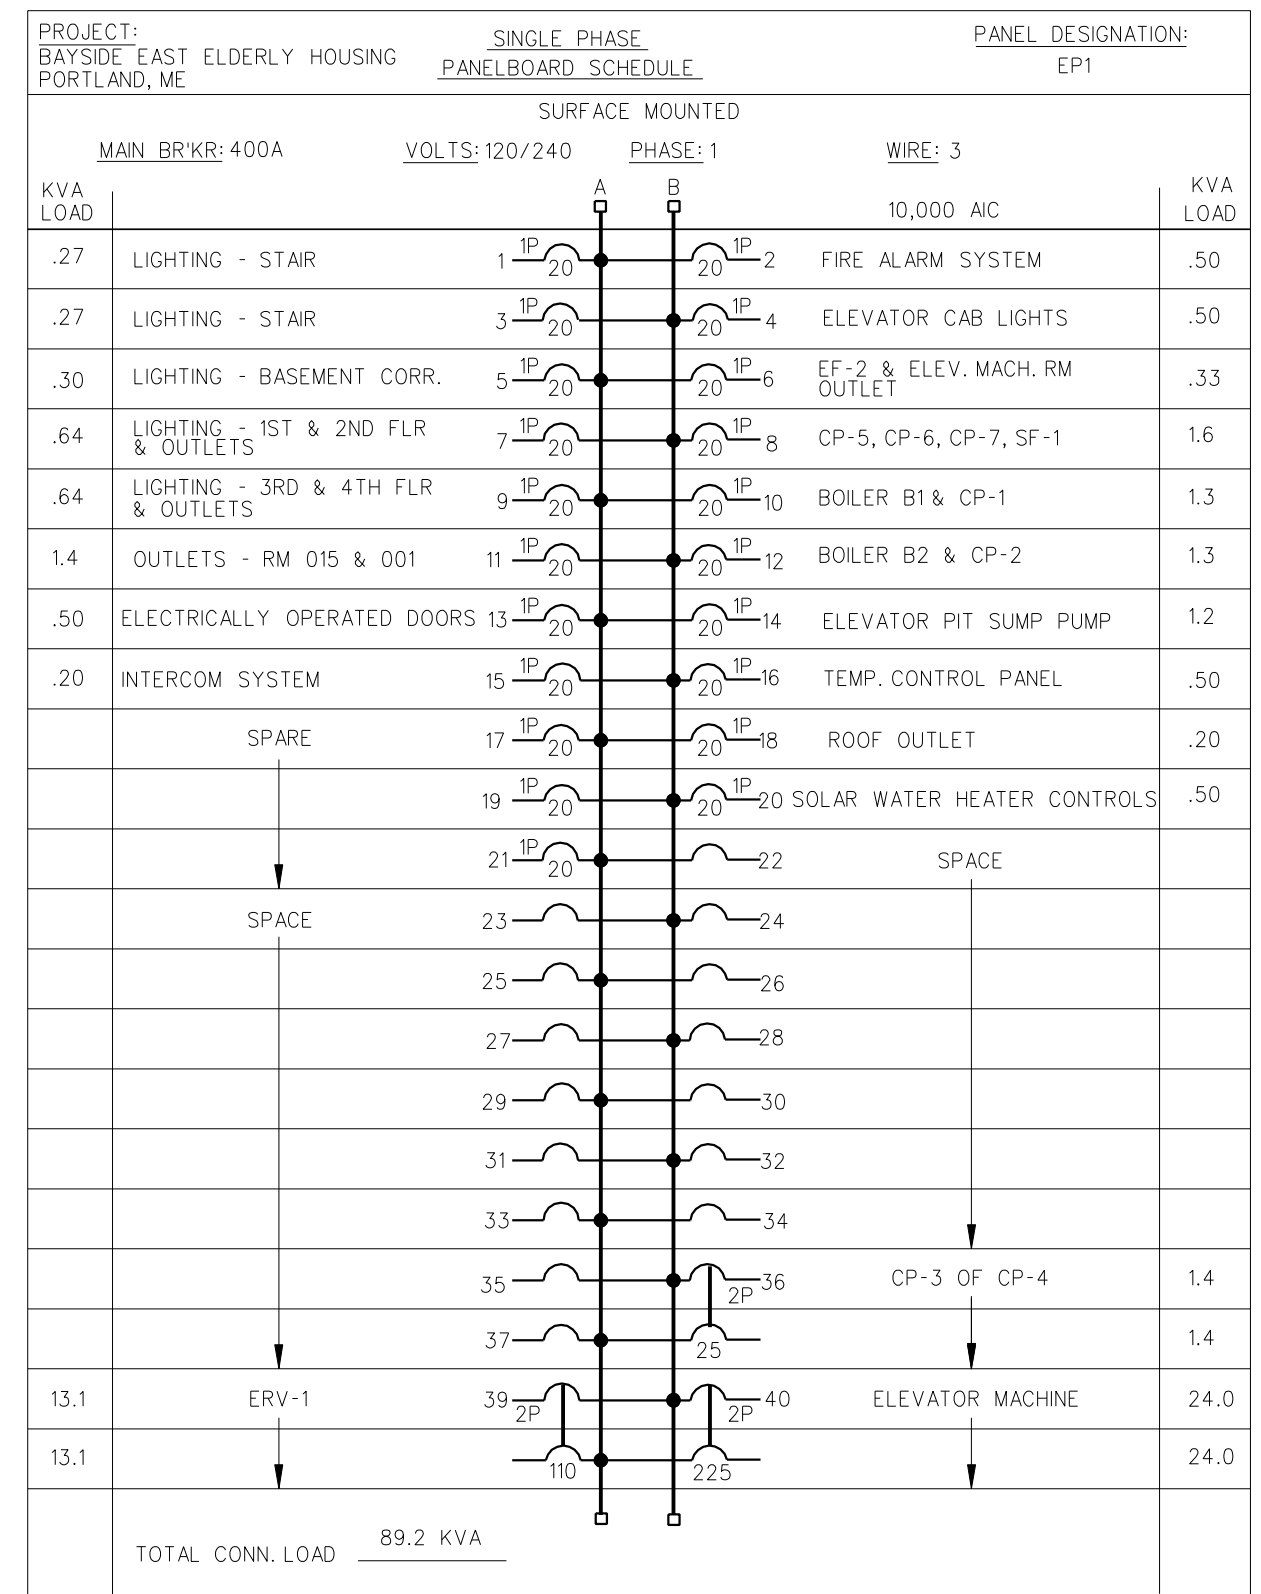 PROJECT:
BAYSIDE EAST ELDERLY HOUSING
PORTLAND, ME
SINGLE PHASE
PANELBOARD SCHEDULE
PANEL DESIGNATION:
EP1
SURFACE MOUNTED
MAIN BR'KR: 400A VOLTS: 120/240 PHASE: 1 WIRE: 3
KVA LOAD A B 10,000 AIC KVA LOAD
.27 LIGHTING - STAIR 1 1P 20 20 1P 2 FIRE ALARM SYSTEM .50
.27 LIGHTING - STAIR 3 1P 20 20 1P 4 ELEVATOR CAB LIGHTS .50
.30 LIGHTING - BASEMENT CORR. 5 1P 20 20 1P 6 EF-2 & ELEV. MACH. RM OUTLET .33
.64 LIGHTING - 1ST & 2ND FLR & OUTLETS 7 1P 20 20 1P 8 CP-5, CP-6, CP-7, SF-1 1.6
.64 LIGHTING - 3RD & 4TH FLR & OUTLETS 9 1P 20 20 1P 10 BOILER B1 & CP-1 1.3
1.4 OUTLETS - RM 015 & 001 11 1P 20 20 1P 12 BOILER B2 & CP-2 1.3
.50 ELECTRICALLY OPERATED DOORS 13 1P 20 20 1P 14 ELEVATOR PIT SUMP PUMP 1.2
.20 INTERCOM SYSTEM 15 1P 20 20 1P 16 TEMP. CONTROL PANEL .50
SPARE 17 1P 20 20 1P 18 ROOF OUTLET .20
19 1P 20 20 1P 20 SOLAR WATER HEATER CONTROLS .50
21 1P 20 22 SPACE
SPACE 23 24
25 26
27 28
29 30
31 32
33 34
35 2P 36 CP-3 OF CP-4 1.4
37 25 1.4
13.1 ERV-1 39 2P 2P 40 ELEVATOR MACHINE 24.0
13.1 110 225 24.0
TOTAL CONN. LOAD 89.2 KVA